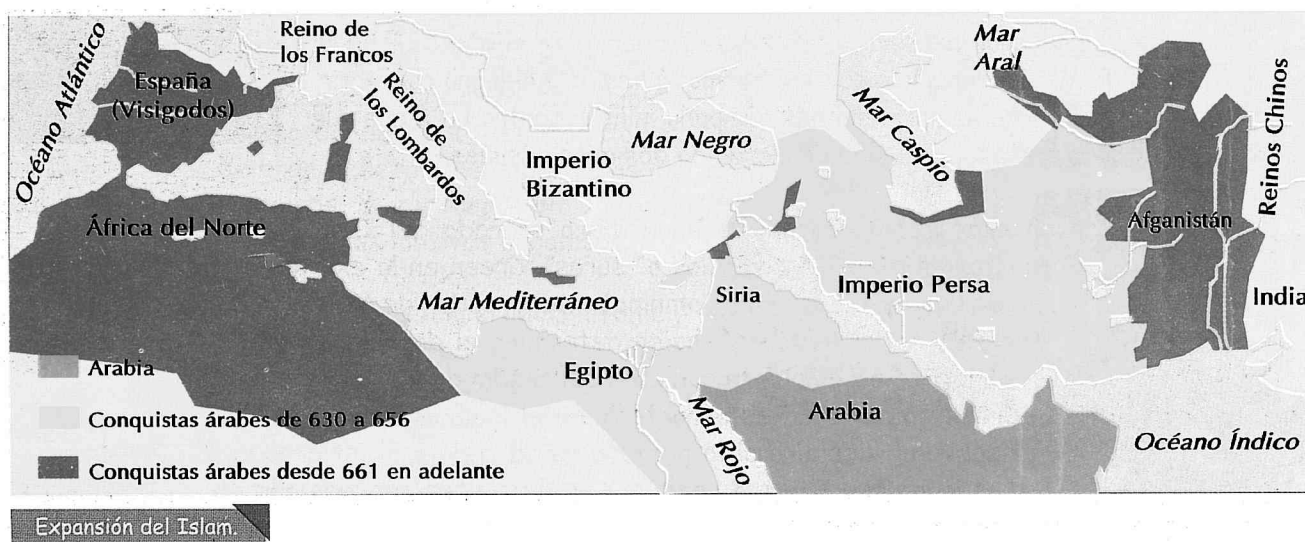 Océano Atlántico
España
(Visigodos)
Reino de
los Francos
Reino de
los Lombardos
Imperio
Bizantino
Mar Negro
Mar Caspio
Mar
Aral
Reinos Chinos
África del Norte
Afganistán
Mar Mediterráneo
Siria
Imperio Persa
India
Egipto
Mar Rojo
Arabia
Océano Índico
Arabia
Conquistas árabes de 630 a 656
Conquistas árabes desde 661 en adelante
Expansión del Islam.